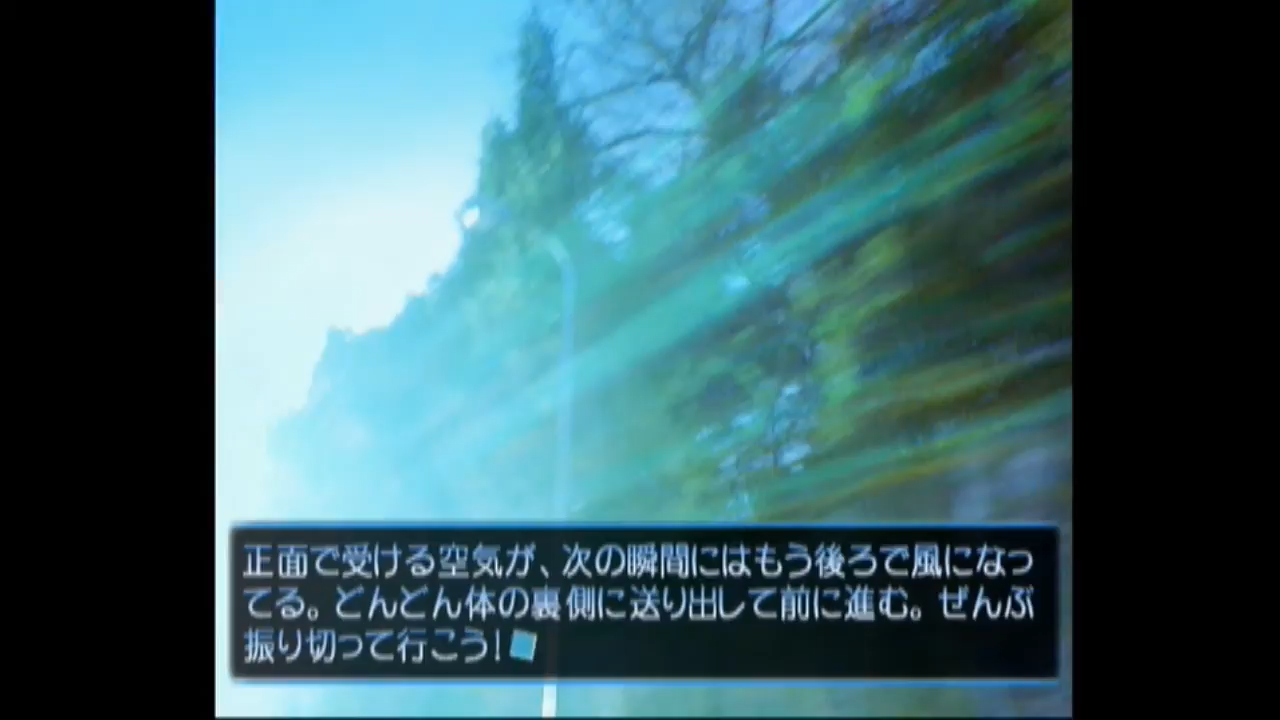 正面で受ける空気が、次の瞬間にはもう後ろで風になっ
てる。どんどん体の裏側に送り出して前に進む。ぜんぶ
振り切って行こう!